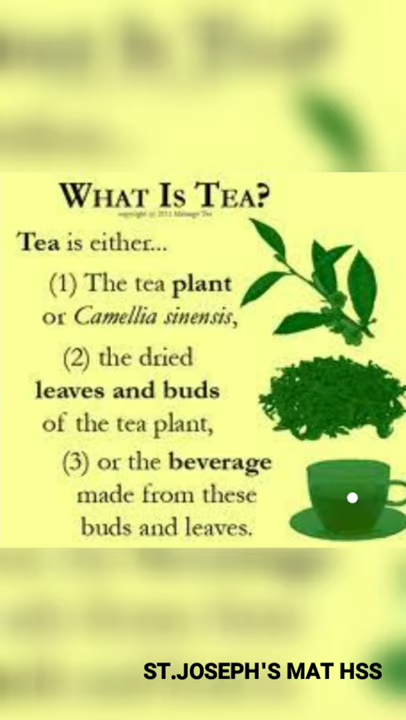 WHAT IS TEA?
Tea is either...
(1) The tea plant
or Camellia sinensis,
(2) the dried
leaves and buds
of the tea plant,
(3) or the beverage
made from these
buds and leaves.
ST.JOSEPH'S MAT HSS